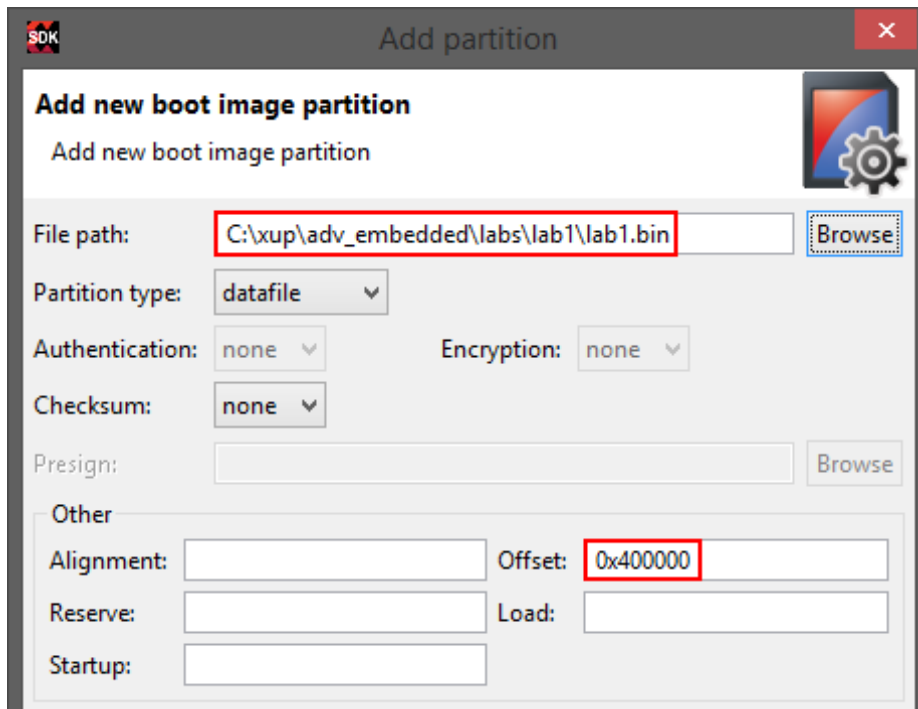 SDK
Add partition
×
Add new boot image partition
Add new boot image partition
File path: C:\xup\adv_embedded\labs\lab1\lab1.bin Browse
Partition type: datafile
Authentication: none Encryption: none
Checksum: none
Presign: Browse
Other
Alignment: Offset: 0x400000
Reserve: Load:
Startup: